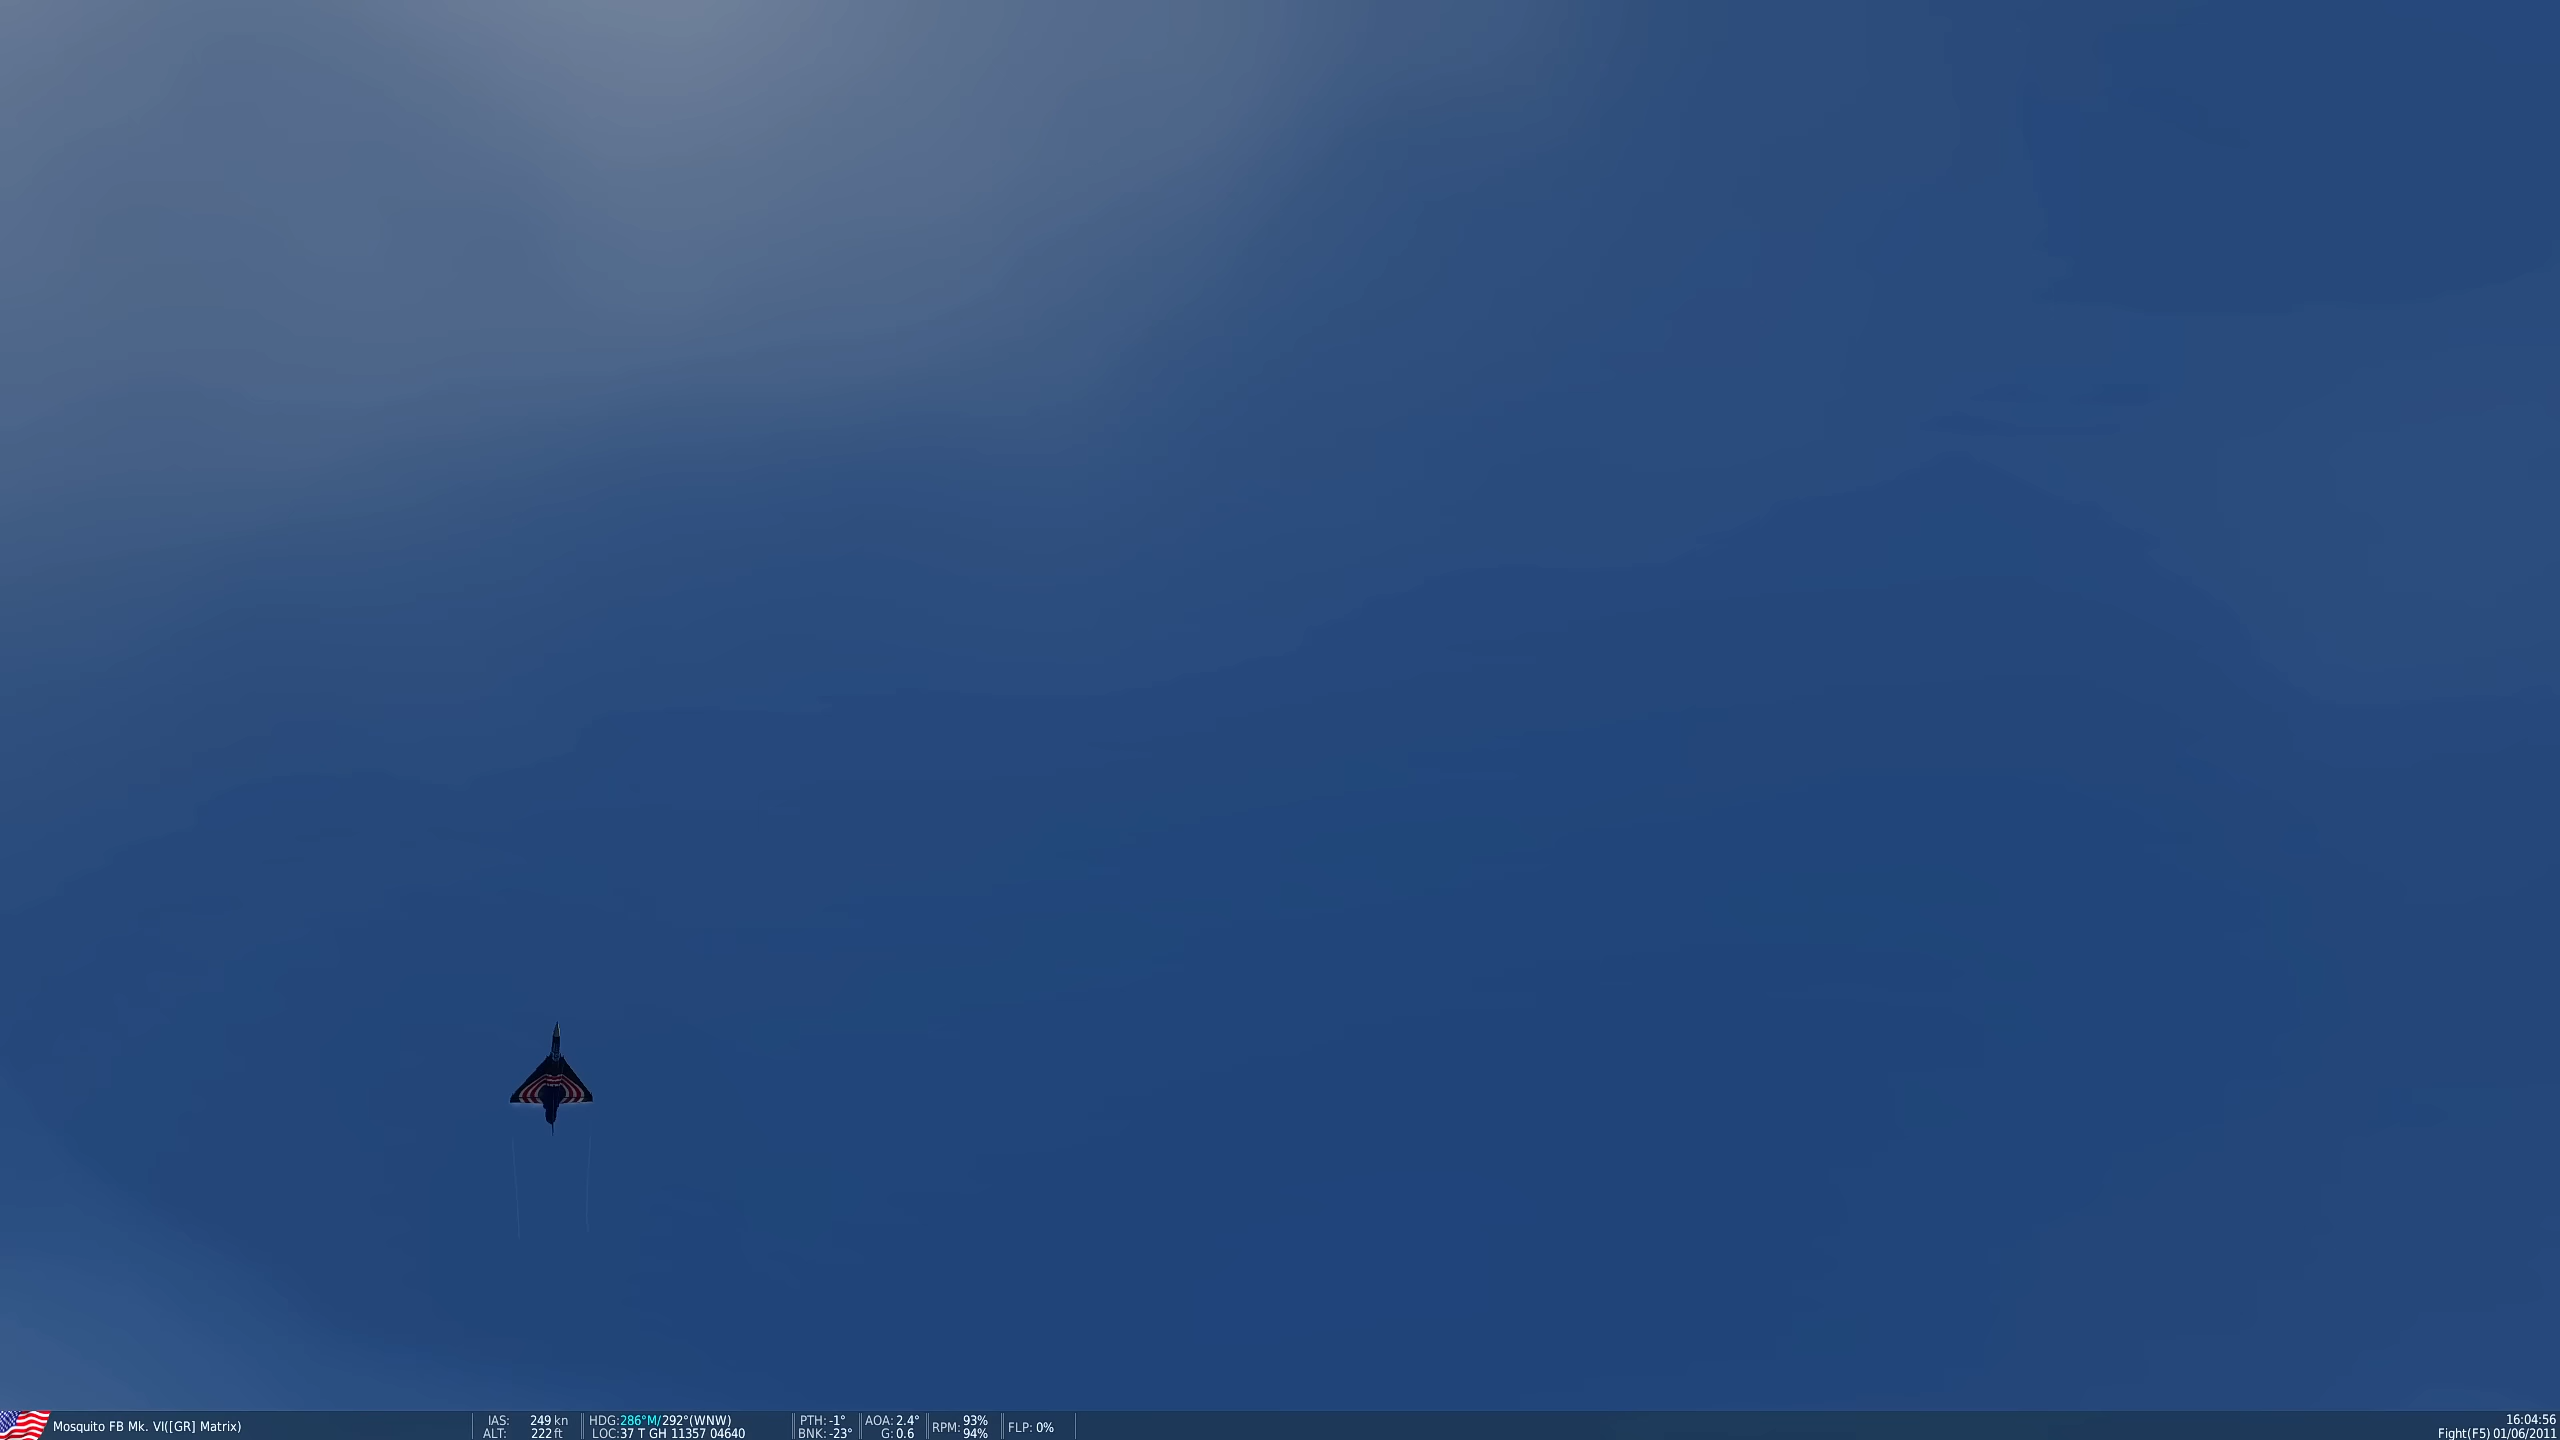 Mosquito FB Mk. VI([GR] Matrix)
IAS: 249 kn
ALT: 222 ft
HDG:286°M/292°(WNW)
LOC:37 T GH 11357 04640
PTH: -1°
BNK: -23°
AOA: 2.4°
G: 0.6
RPM: 93%
94%
FLP: 0%
16:04:56
Fight(F5) 01/06/2011